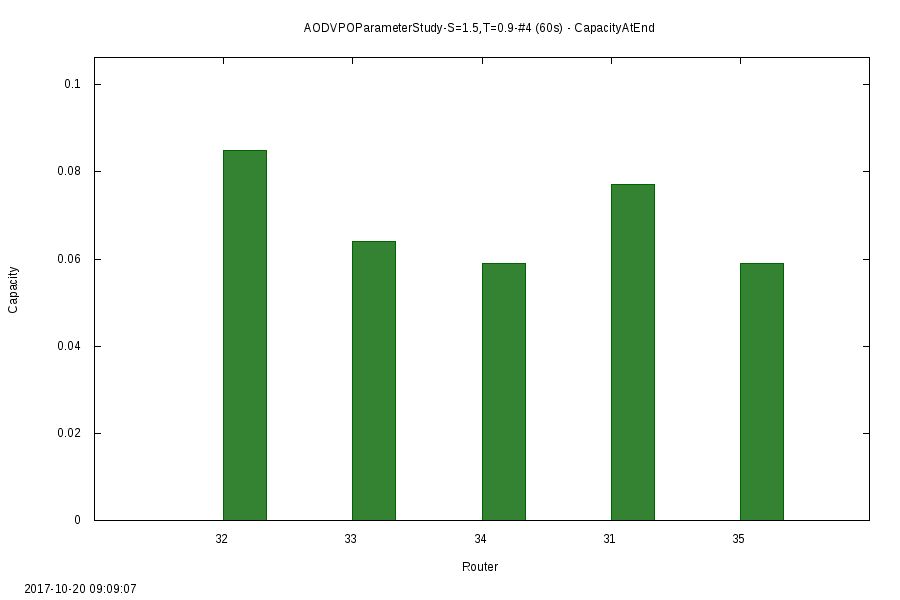 AODVPOParameterStudy-S=1.5,T=0.9-#4 (60s) - CapacityAtEnd
0.1
0.08
0.06
0.04
0.02
0
Capacity
32 33 34 31 35
Router
2017-10-20 09:09:07